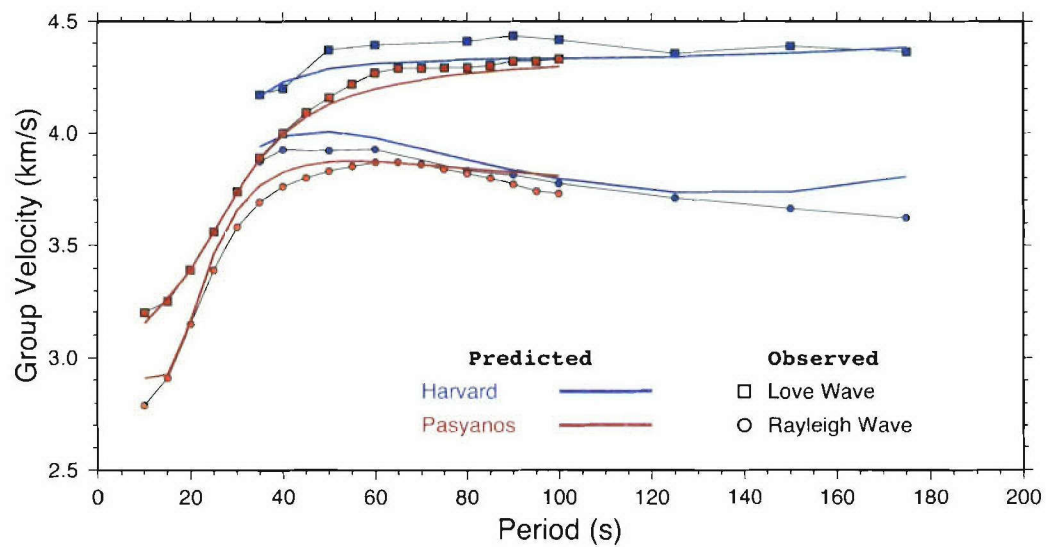 4.5
4.0
3.5
3.0
2.5
Group Velocity (km/s)
Predicted Observed
Harvard Love Wave
Pasyanos Rayleigh Wave
0 20 40 60 80 100 120 140 160 180 200
Period (s)